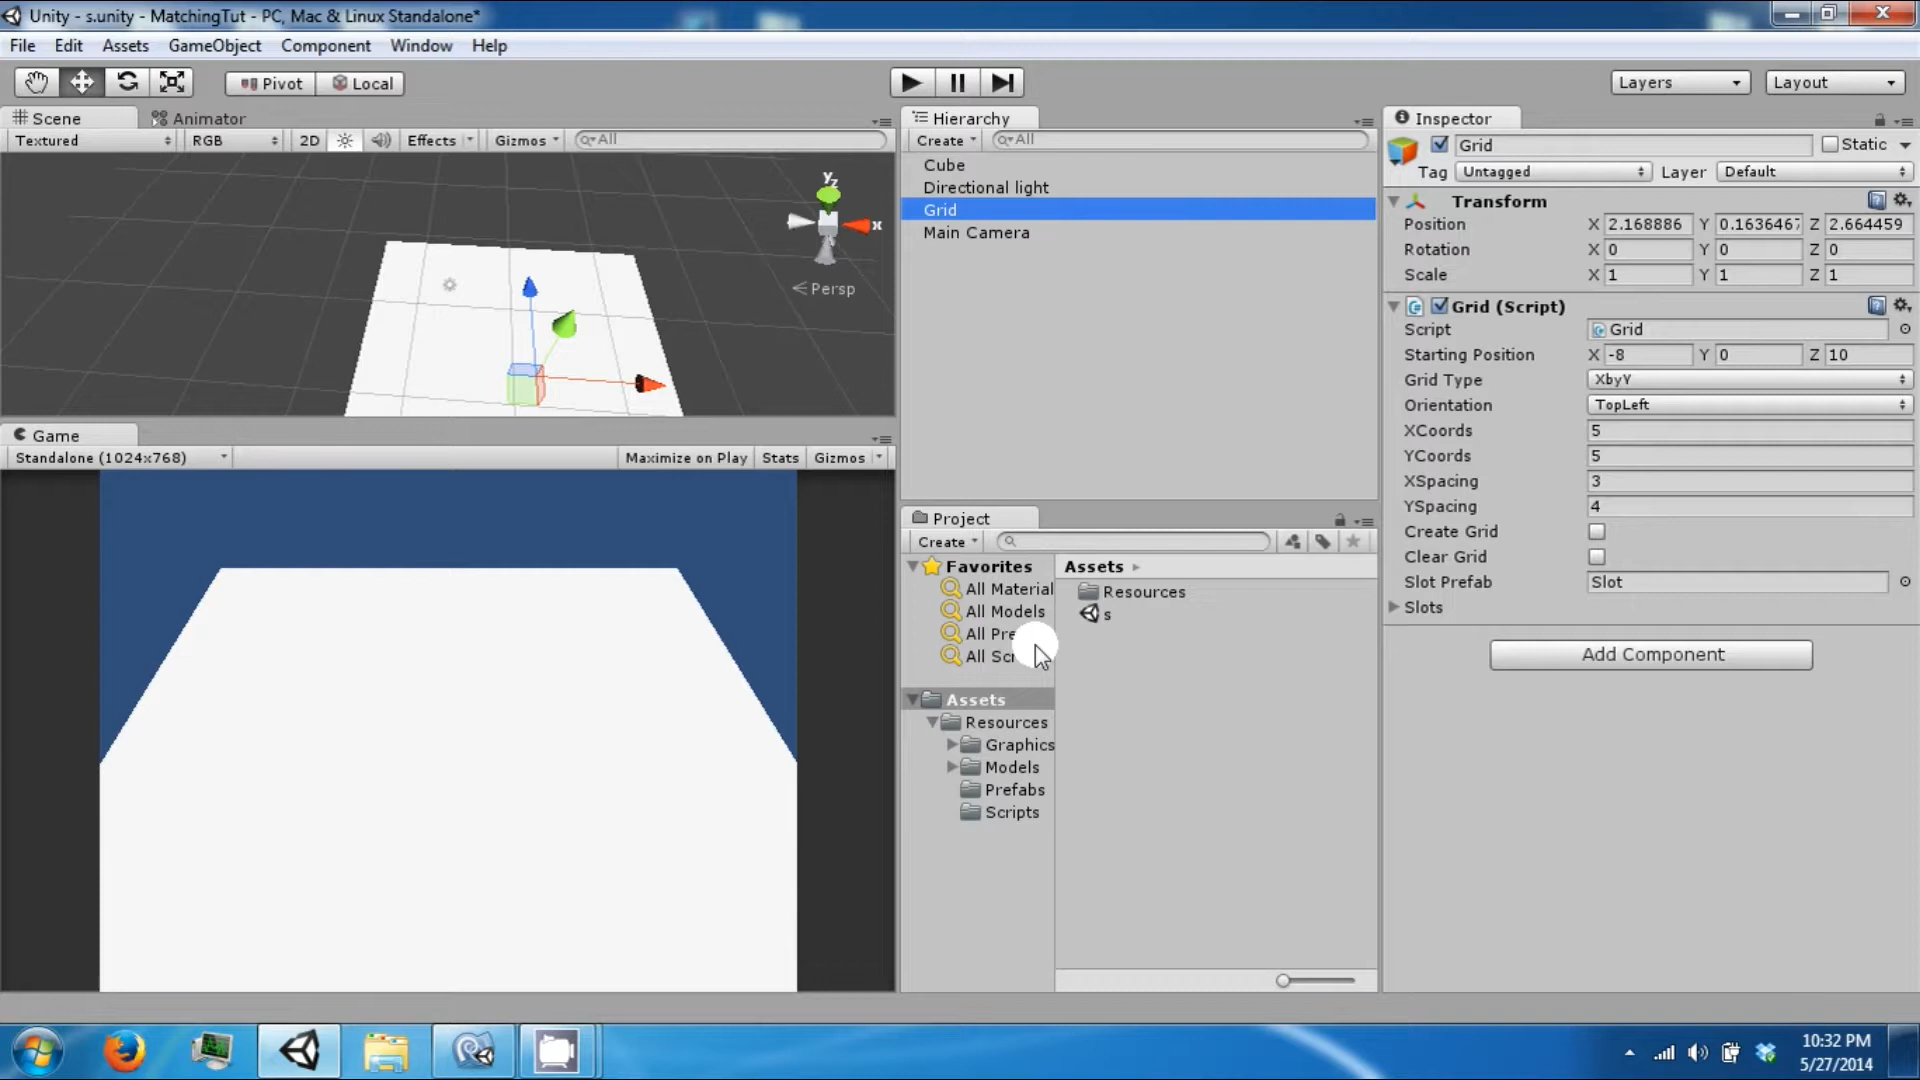 Unity - s.unity - MatchingTut - PC, Mac & Linux Standalone*
File Edit Assets GameObject Component Window Help
Pivot Local
Layers Layout
Scene Animator
Textured RGB 2D Effects Gizmos All
y z x
Persp
Game
Standalone (1024x768) Maximize on Play Stats Gizmos
Hierarchy
Create All
Cube
Directional light
Grid
Main Camera
Project
Create
Favorites
All Material
All Models
All Pre
All Scr
Assets
Resources
Graphics
Models
Prefabs
Scripts
Assets
Resources
s
Inspector
Grid Static
Tag Untagged Layer Default
Transform
Position X 2.168886 Y 0.1636467 Z 2.664459
Rotation X 0 Y 0 Z 0
Scale X 1 Y 1 Z 1
Grid (Script)
Script Grid
Starting Position X -8 Y 0 Z 10
Grid Type XbyY
Orientation TopLeft
XCoords 5
YCoords 5
XSpacing 3
YSpacing 4
Create Grid
Clear Grid
Slot Prefab Slot
Slots
Add Component
10:32 PM
5/27/2014